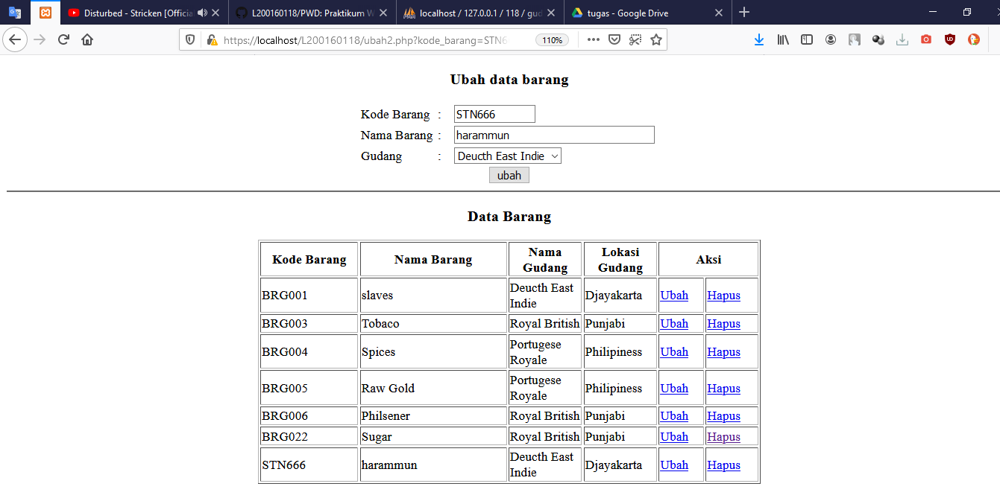 Disturbed - Stricken [Officia
L200160118/PWD: Praktikum W
localhost / 127.0.0.1 / 118 / gud
tugas - Google Drive
https://localhost/L200160118/ubah2.php?kode_barang=STN6
110%
Ubah data barang
Kode Barang : STN666
Nama Barang : harammun
Gudang : Deucth East Indie
ubah
Data Barang
Kode Barang Nama Barang Nama Gudang Lokasi Gudang Aksi
BRG001 slaves Deucth East Indie Djayakarta Ubah Hapus
BRG003 Tobaco Royal British Punjabi Ubah Hapus
BRG004 Spices Portugese Royale Philipiness Ubah Hapus
BRG005 Raw Gold Portugese Royale Philipiness Ubah Hapus
BRG006 Philsener Royal British Punjabi Ubah Hapus
BRG022 Sugar Royal British Punjabi Ubah Hapus
STN666 harammun Deucth East Indie Djayakarta Ubah Hapus